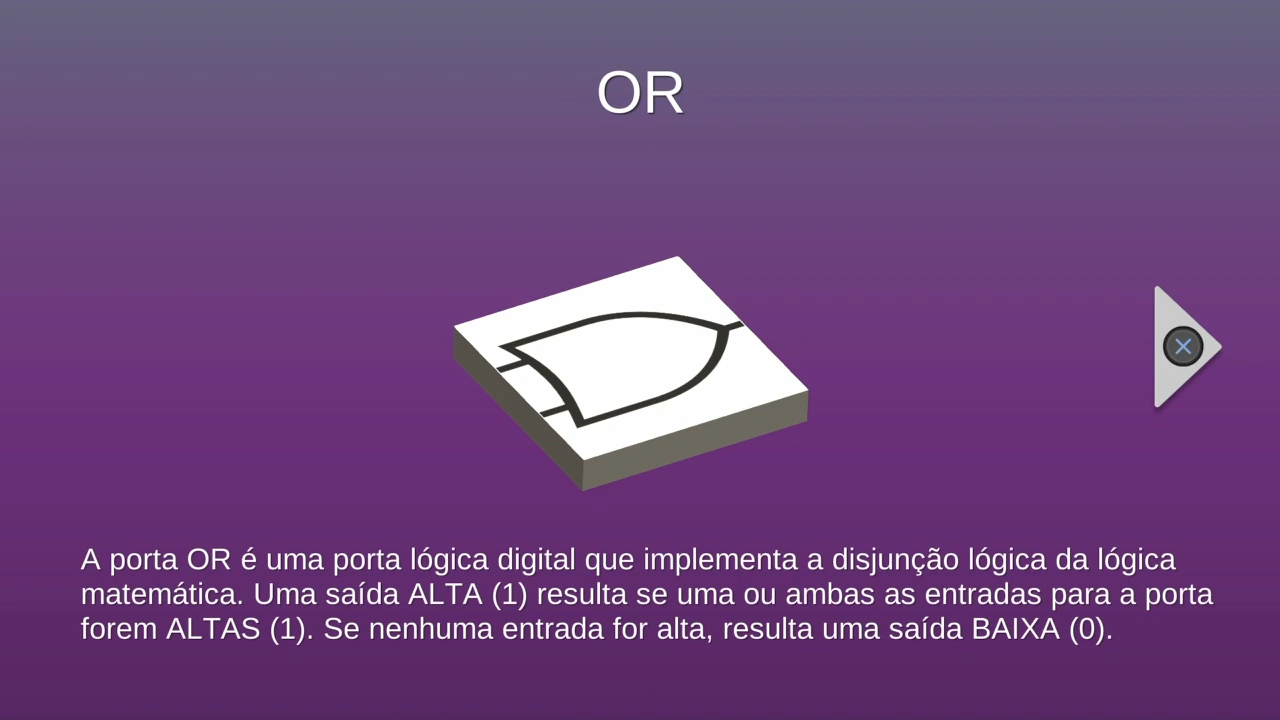 OR
A porta OR é uma porta lógica digital que implementa a disjunção lógica da lógica
matemática. Uma saída ALTA (1) resulta se uma ou ambas as entradas para a porta
forem ALTAS (1). Se nenhuma entrada for alta, resulta uma saída BAIXA (0).